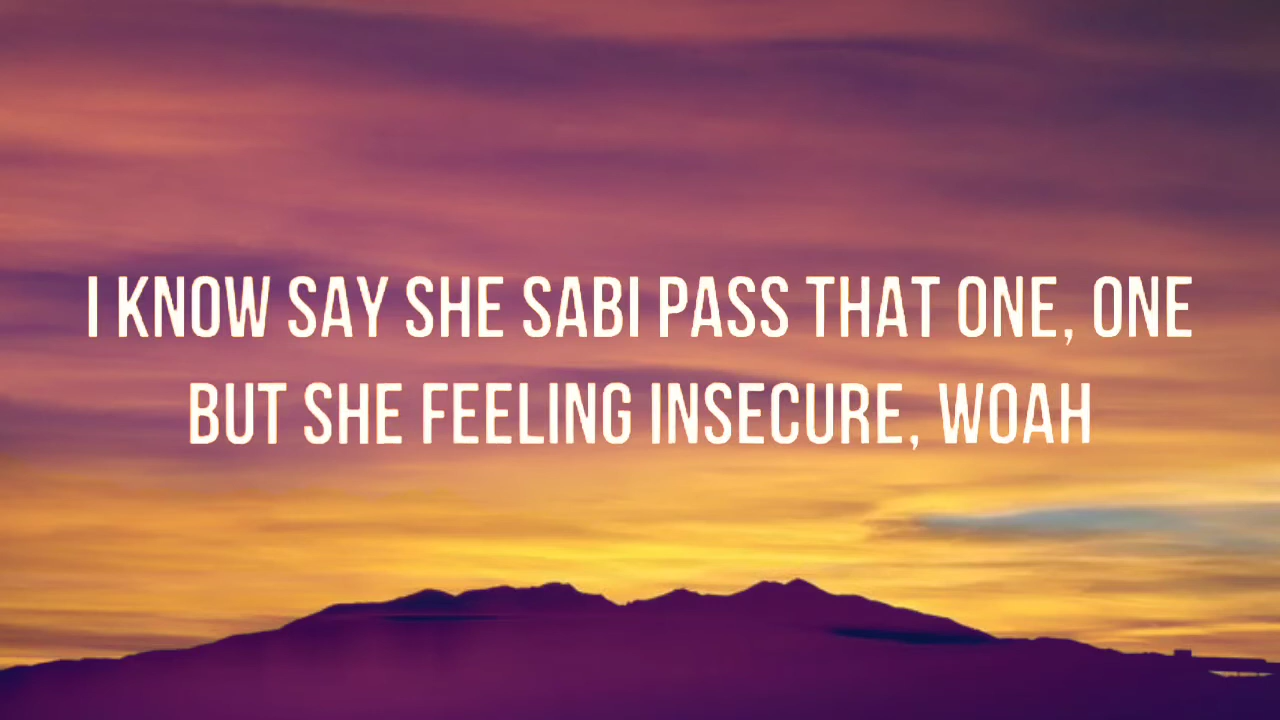 I KNOW SAY SHE SABI PASS THAT ONE, ONE
BUT SHE FEELING INSECURE, WOAH